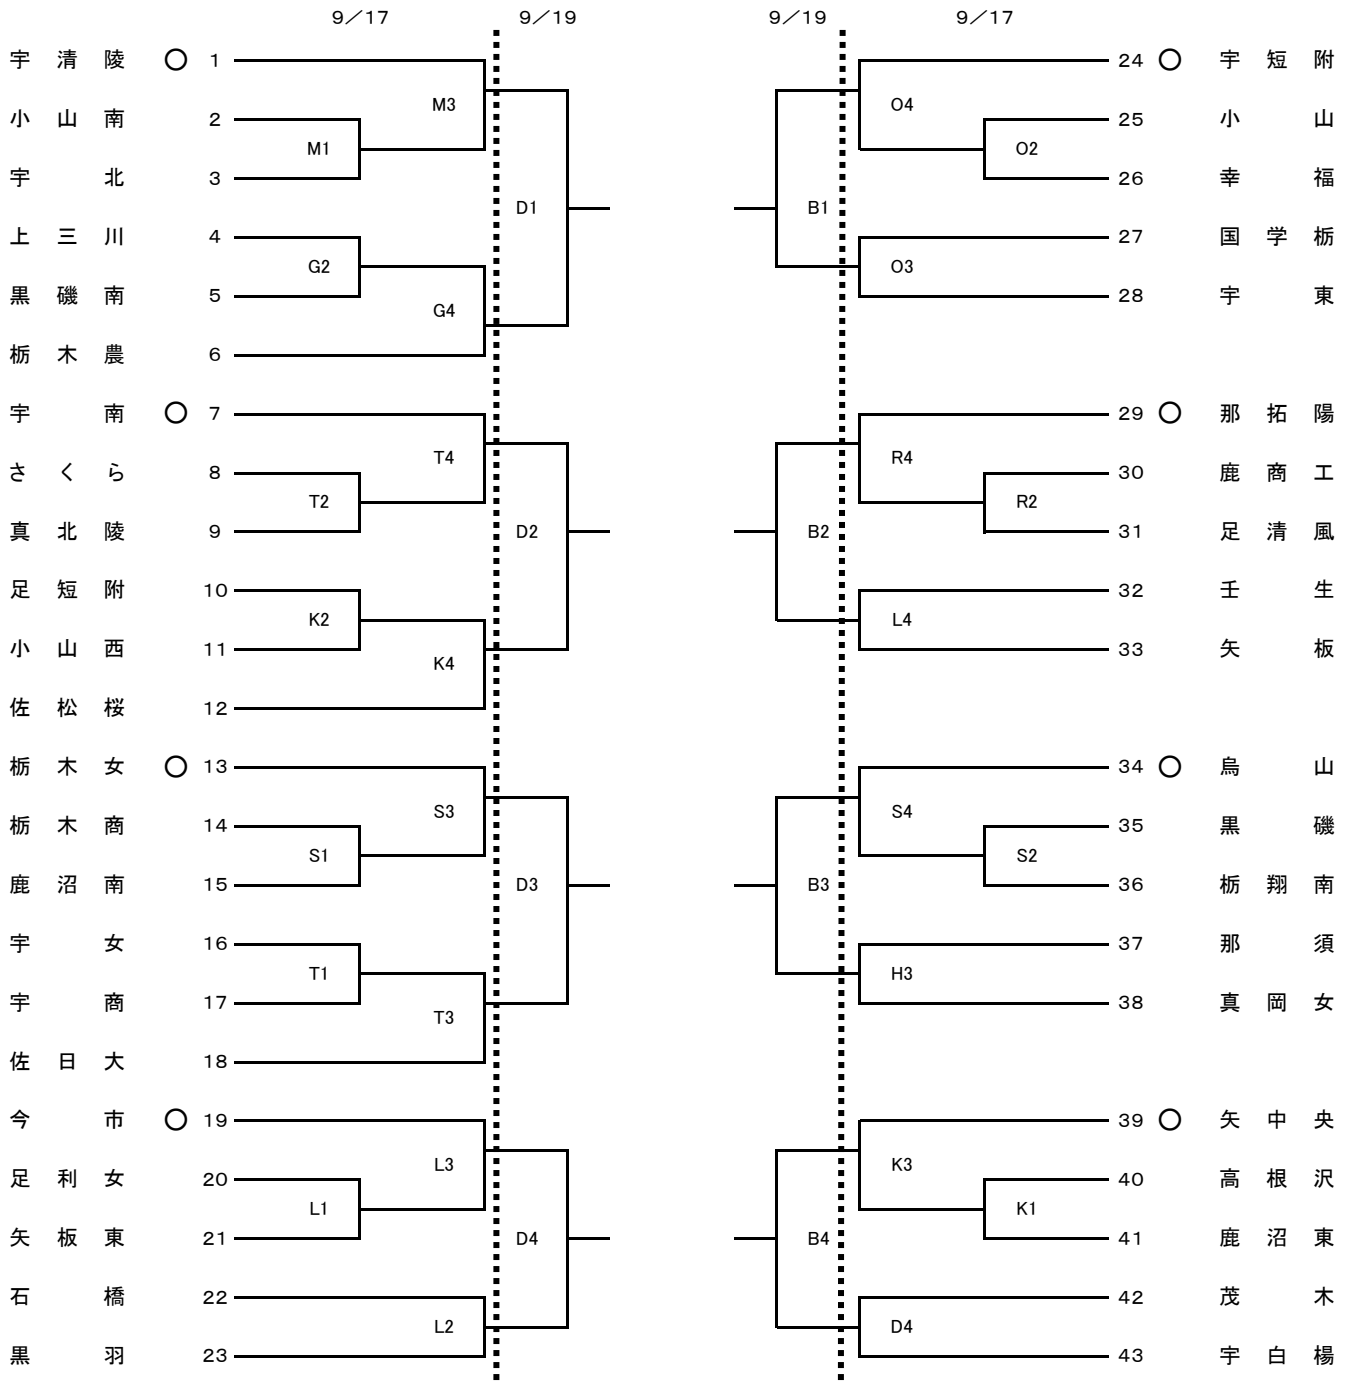 9／17 9／19 9／19 17／9
宇清陵 ○ 1 24 ○ 宇短附
M3 O4
小山南 2 25 小山
M1 O2
宇北 3 26 幸福
D1 B1
上三川 4 27 国学栃
G2 O3
黒磯南 5 28 宇東
G4
栃木農 6
宇南 ○ 7 29 ○ 那拓陽
T4 R4
さくら 8 30 鹿商工
T2 R2
真北陵 9 D2 B2 31 足清風
足短附 10 32 壬生
K2 L4
小山西 11 33 矢板
K4
佐松桜 12
栃木女 ○ 13 34 ○ 烏山
S3 S4
栃木商 14 35 黒磯
S1 S2
鹿沼南 15 D3 B3 36 栃翔南
宇女 16 37 那須
T1 H3
宇商 17 38 真岡女
T3
佐日大 18
今市 ○ 19 39 ○ 矢中央
L3 K3
足利女 20 40 高根沢
L1 K1
矢板東 21 D4 B4 41 鹿沼東
石橋 22 42 茂木
L2 D4
黒羽 23 43 宇白楊